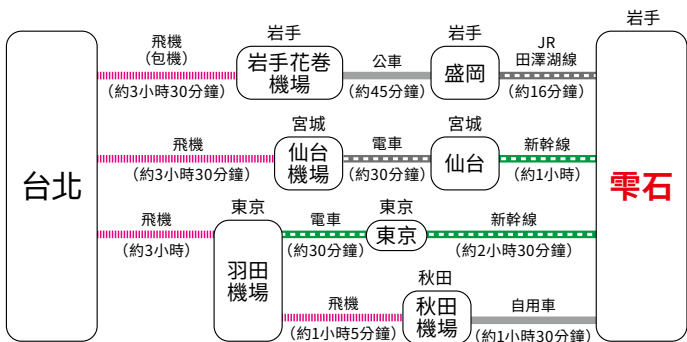 岩手
岩手
岩手
飛機
(包機)
岩手花巻
機場
公車
盛岡
JR
田澤湖線
(約3小時30分鐘)
(約45分鐘)
(約16分鐘)
宮城
宮城
飛機
仙台
機場
電車
仙台
新幹線
(約3小時30分鐘)
(約30分鐘)
(約1小時)
台北
雫石
東京
東京
飛機
電車
東京
新幹線
(約3小時)
(約30分鐘)
(約2小時30分鐘)
羽田
機場
秋田
飛機
秋田
機場
自用車
(約1小時5分鐘)
(約1小時30分鐘)